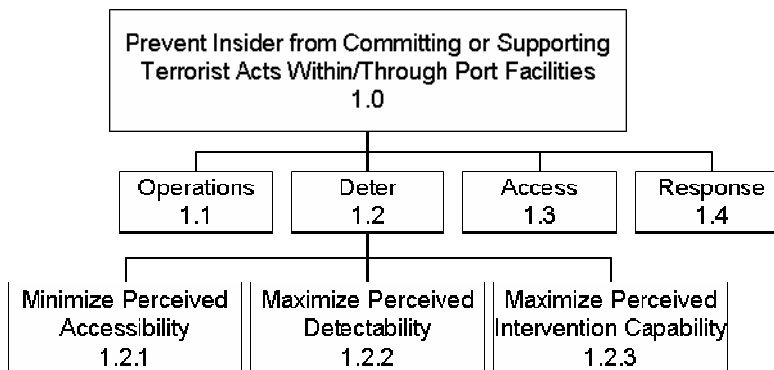 Prevent Insider from Committing or Supporting
Terrorist Acts Within/Through Port Facilities
1.0
Operations
1.1
Deter
1.2
Access
1.3
Response
1.4
Minimize Perceived
Accessibility
1.2.1
Maximize Perceived
Detectability
1.2.2
Maximize Perceived
Intervention Capability
1.2.3